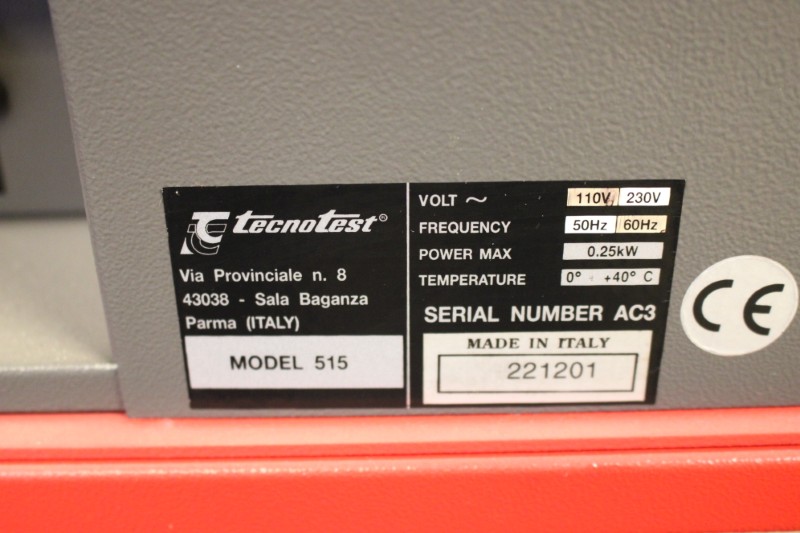 TC tecnotest®
Via Provinciale n. 8
43038 - Sala Baganza
Parma (ITALY)
MODEL 515
VOLT ~ 110V 230V
FREQUENCY 50Hz 60Hz
POWER MAX 0.25kW
TEMPERATURE 0° +40° C
SERIAL NUMBER AC3
MADE IN ITALY
221201
CE